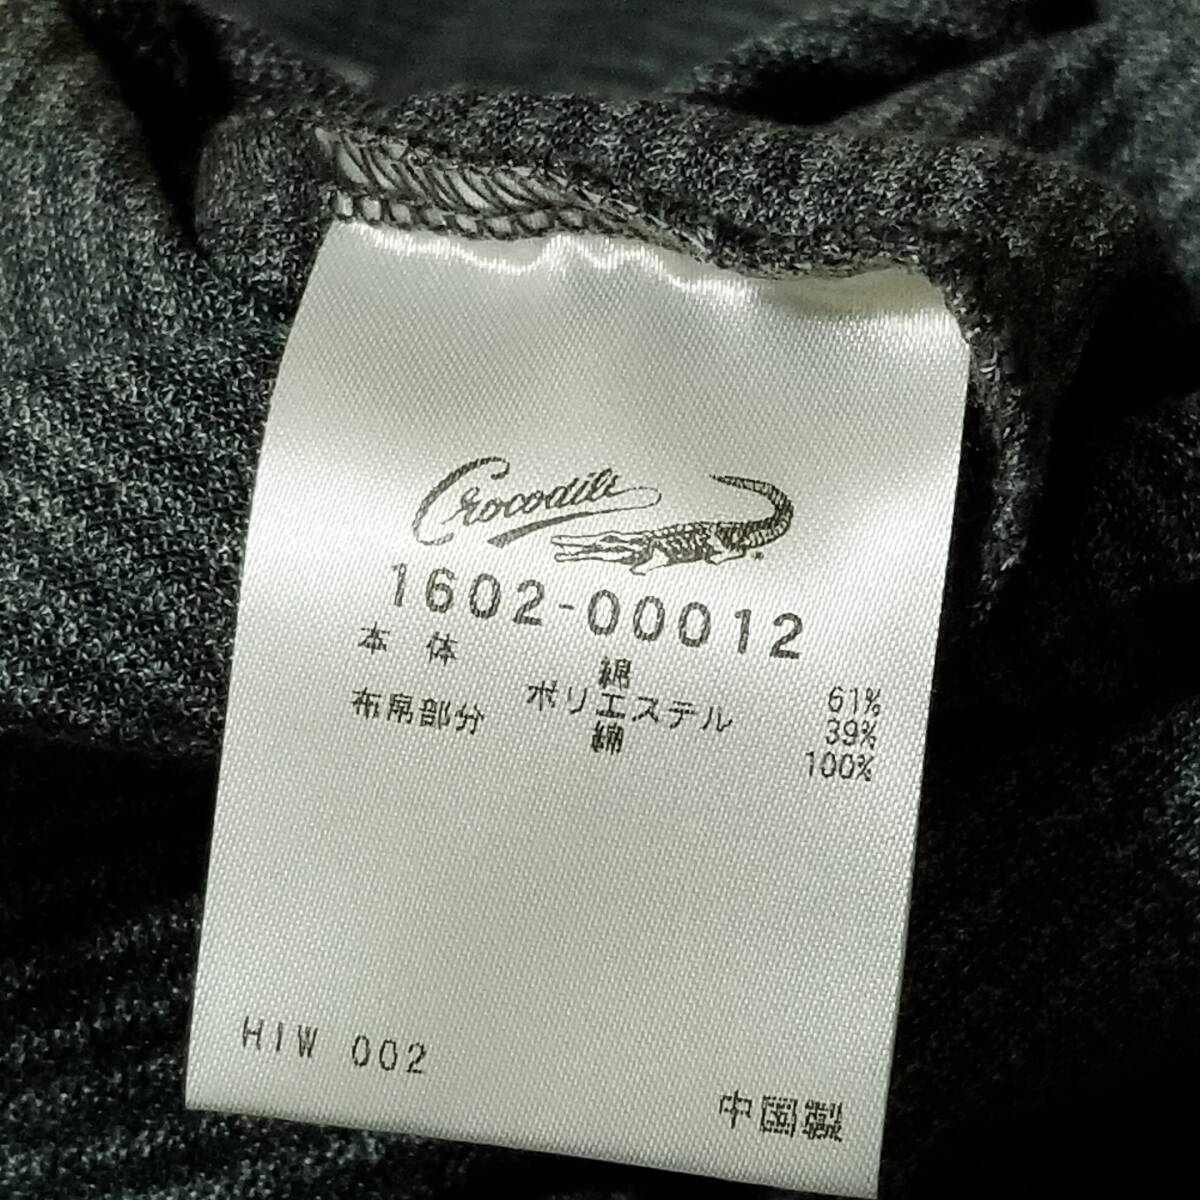 Crocodile
1602-00012
本 体 綿 61%
ポリエステル 39%
布帛部分 綿 100%
HIW 002
中国製